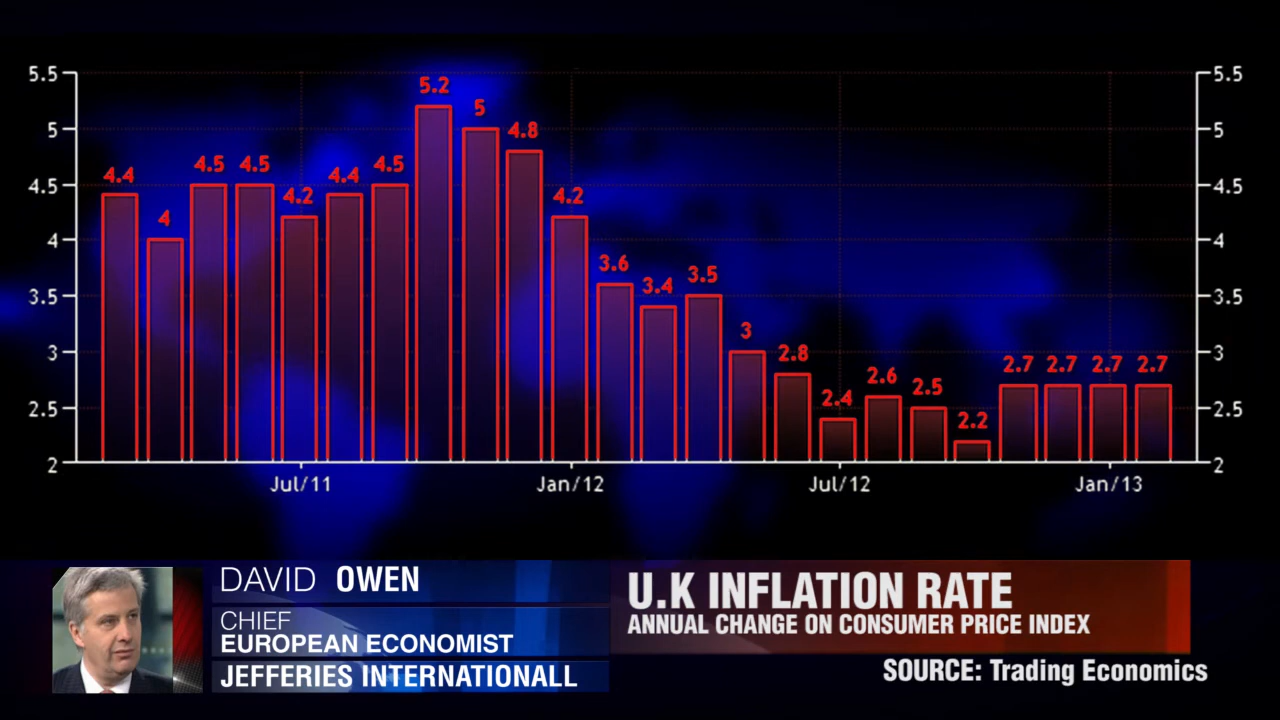 5.5 5.5
5 5
4.5 4.5
4 4
3.5 3.5
3 3
2.5 2.5
2 2
4.4 4 4.5 4.5 4.2 4.4 4.5 5.2 5 4.8 4.2 3.6 3.4 3.5 3 2.8 2.4 2.6 2.5 2.2 2.7 2.7 2.7 2.7
Jul/11 Jan/12 Jul/12 Jan/13
DAVID OWEN
CHIEF
EUROPEAN ECONOMIST
JEFFERIES INTERNATIONALL
U.K INFLATION RATE
ANNUAL CHANGE ON CONSUMER PRICE INDEX
SOURCE: Trading Economics